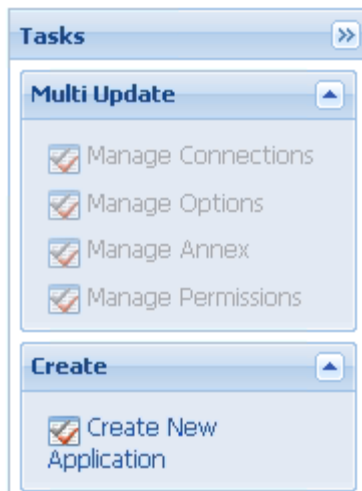 Tasks
Multi Update
Manage Connections
Manage Options
Manage Annex
Manage Permissions
Create
Create New
Application